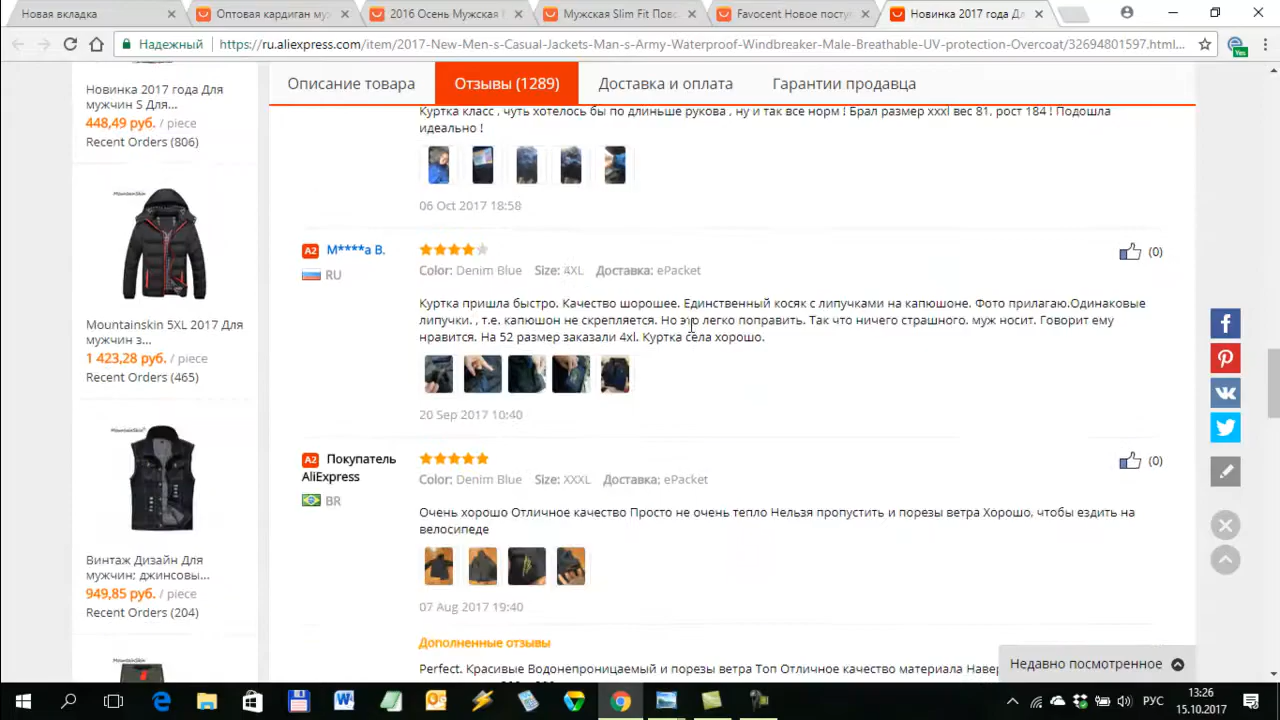 Новая вкладка
Оптовая кардиган му
2016 Осень Мужская
Мужская Slim Fit Повс
Favocent Новое посту
Новинка 2017 года Д
Надежный
https://ru.aliexpress.com/item/2017-New-Men-s-Casual-Jackets-Man-s-Army-Waterproof-Windbreaker-Male-Breathable-UV-protection-Overcoat/32694801597.html...
Yes
Описание товара
Отзывы (1289)
Доставка и оплата
Гарантии продавца
Новинка 2017 года Для
мужчин S Для...
448,49 руб. / piece
Recent Orders (806)
MountainSkin
Mountainskin 5XL 2017 Для
мужчин з...
1 423,28 руб. / piece
Recent Orders (465)
MountainSkin
Винтаж Дизайн Для
мужчин; джинсовы...
949,85 руб. / piece
Recent Orders (204)
Куртка класс , чуть хотелось бы по длиньше рукова , ну и так все норм ! Брал размер xxxl вес 81, рост 184 ! Подошла
идеально !
06 Oct 2017 18:58
A2 M****a B.
RU
Color: Denim Blue Size: 4XL Доставка: ePacket
(0)
Куртка пришла быстро. Качество шорошее. Единственный косяк с липучками на капюшоне. Фото прилагаю.Одинаковые
липучки. , т.е. капюшон не скрепляется. Но это легко поправить. Так что ничего страшного. муж носит. Говорит ему
нравится. На 52 размер заказали 4xl. Куртка села хорошо.
20 Sep 2017 10:40
A2 Покупатель
AliExpress
BR
Color: Denim Blue Size: XXXL Доставка: ePacket
(0)
Очень хорошо Отличное качество Просто не очень тепло Нельзя пропустить и порезы ветра Хорошо, чтобы ездить на
велосипеде
07 Aug 2017 19:40
Дополненные отзывы
Perfect. Красивые Водонепроницаемый и порезы ветра Топ Отличное качество материала Навер
Недавно посмотренное
РУС
13:26
15.10.2017